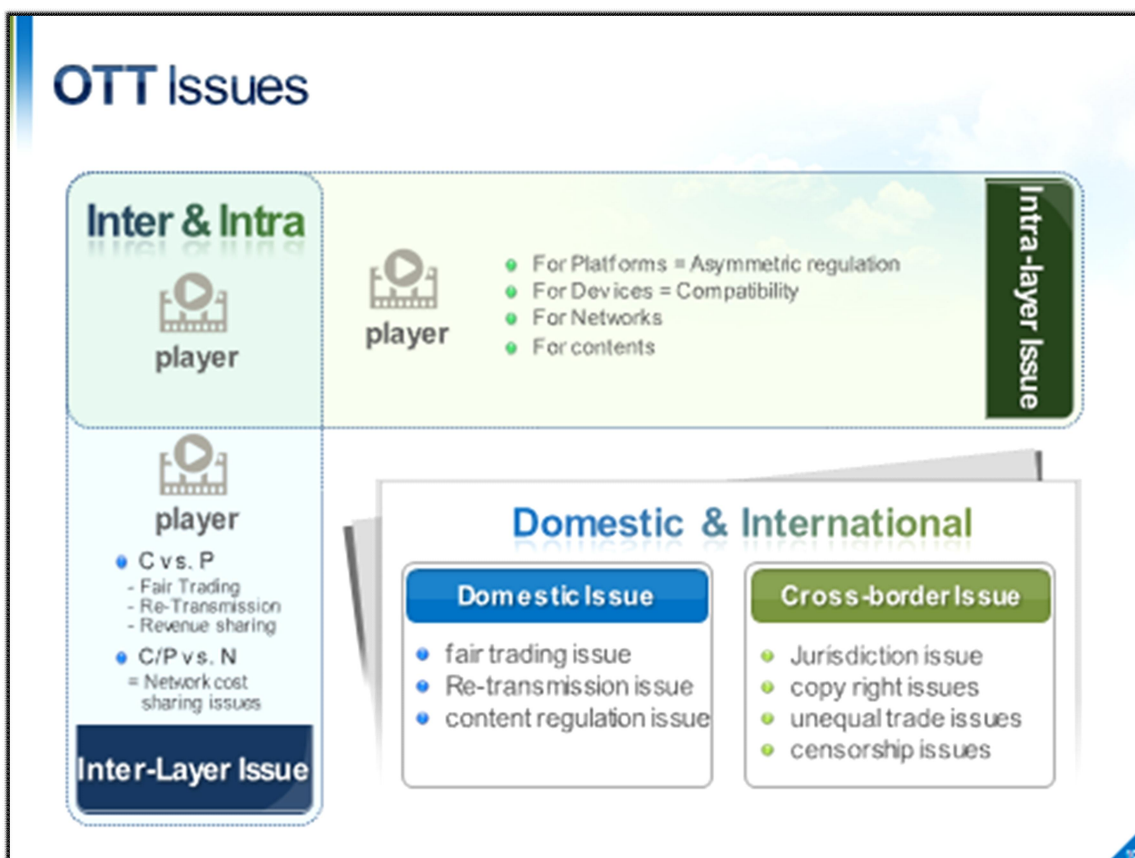 OTT Issues
Inter & Intra
player
player
For Platforms = Asymmetric regulation
For Devices = Compatibility
For Networks
For contents
Intra-layer Issue
player
C vs. P
- Fair Trading
- Re-Transmission
- Revenue sharing
C/P vs. N
= Network cost
sharing issues
Inter-Layer Issue
Domestic & International
Domestic Issue
fair trading issue
Re-transmission issue
content regulation issue
Cross-border Issue
Jurisdiction issue
copy right issues
unequal trade issues
censorship issues